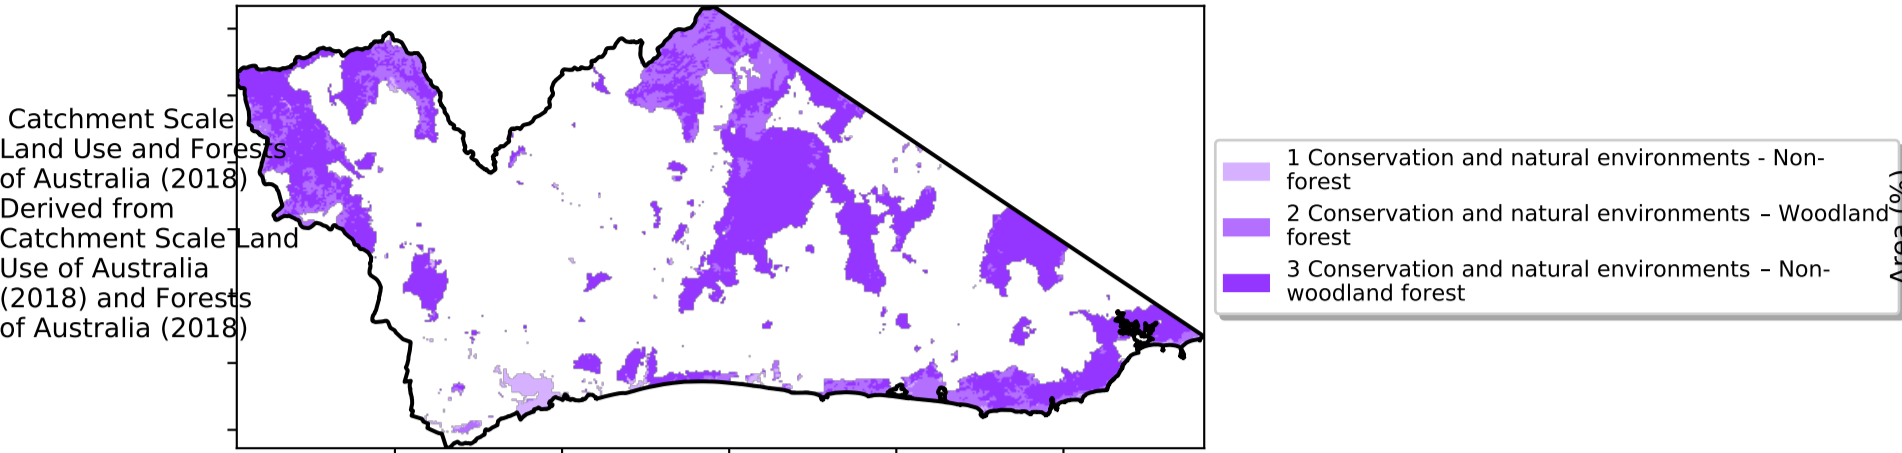 Catchment Scale
Land Use and Forests
of Australia (2018)
Derived from
Catchment Scale Land
Use of Australia
(2018) and Forests
of Australia (2018)
1 Conservation and natural environments - Non-
forest
2 Conservation and natural environments – Woodland
forest
3 Conservation and natural environments – Non-
woodland forest